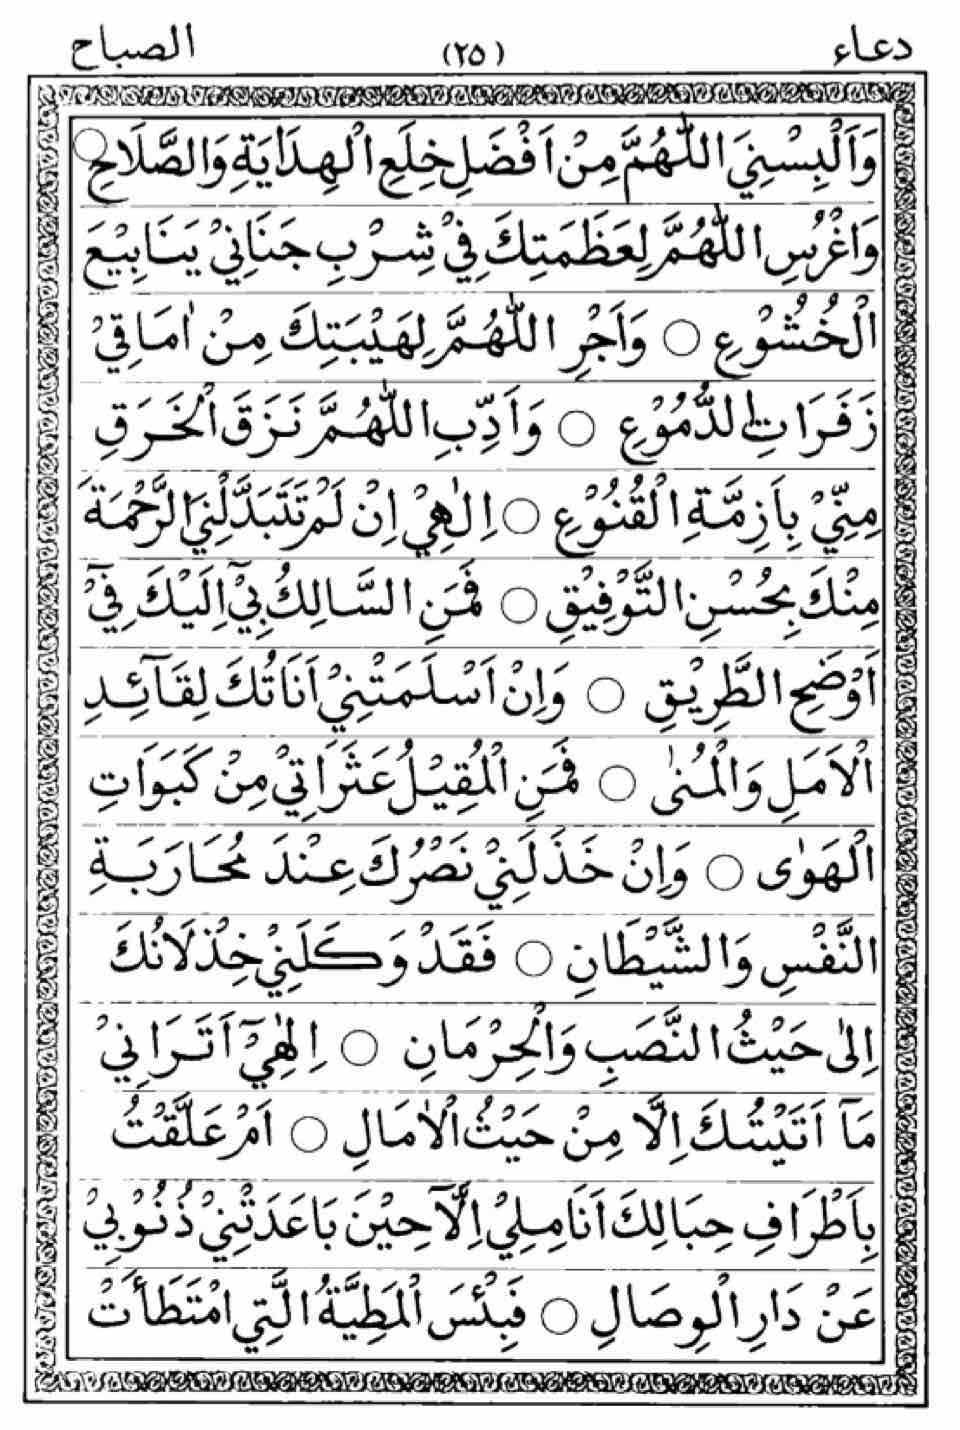 دعاء (٢٥) الصباح
وَاَلْبِسْنِيَ اللّٰهُمَّ مِنْ اَفْضَلِ خِلَعِ الْهِدَايَةِ وَالصَّلَاحِ ○
وَاغْرُسِ اللّٰهُمَّ لِعَظَمَتِكَ فِيْ شِرْبِ جَنَانِيْ يَنَابِيْعَ
الْخُشُوْعِ ○ وَاَجْرِ اللّٰهُمَّ لِهَيْبَتِكَ مِنْ اٰمَاقِيْ
زَفَرَاتِ الدُّمُوْعِ ○ وَاَدِّبِ اللّٰهُمَّ نَزَقَ الْخَرَقِ
مِنِّيْ بِاَزِمَّةِ الْقُنُوْعِ ○ اِلٰهِيْ اِنْ لَمْ تَتَبَدَّلْنِيَ الرَّحْمَةَ
مِنْكَ بِحُسْنِ التَّوْفِيْقِ ○ فَمَنِ السَّالِكُ بِيْٓ اِلَيْكَ فِيْٓ
اَوْضَحِ الطَّرِيْقِ ○ وَاِنْ اَسْلَمَتْنِيْ اَنَاتُكَ لِقَآئِدِ
الْاَمَلِ وَالْمُنٰى ○ فَمَنِ الْمُقِيْلُ عَثَرَاتِيْ مِنْ كَبَوَاتِ
الْهَوٰى ○ وَاِنْ خَذَلَنِيْ نَصْرُكَ عِنْدَ مُحَارَبَةِ
النَّفْسِ وَالشَّيْطَانِ ○ فَقَدْ وَكَلَنِيْ خِذْلَانُكَ
اِلٰى حَيْثُ النَّصَبِ وَالْحِرْمَانِ ○ اِلٰهِيْٓ اَتَرَانِيْ
مَآ اَتَيْتُكَ اِلَّا مِنْ حَيْثُ الْاٰمَالِ ○ اَمْ عَلَّقْتُ
بِاَطْرَافِ حِبَالِكَ اَنَامِلِيْ اِلَّآ حِيْنَ بَاعَدَتْنِيْ ذُنُوْبِيْ
عَنْ دَارِ الْوِصَالِ ○ فَبِئْسَ الْمَطِيَّةُ الَّتِي امْتَطَأَتْ